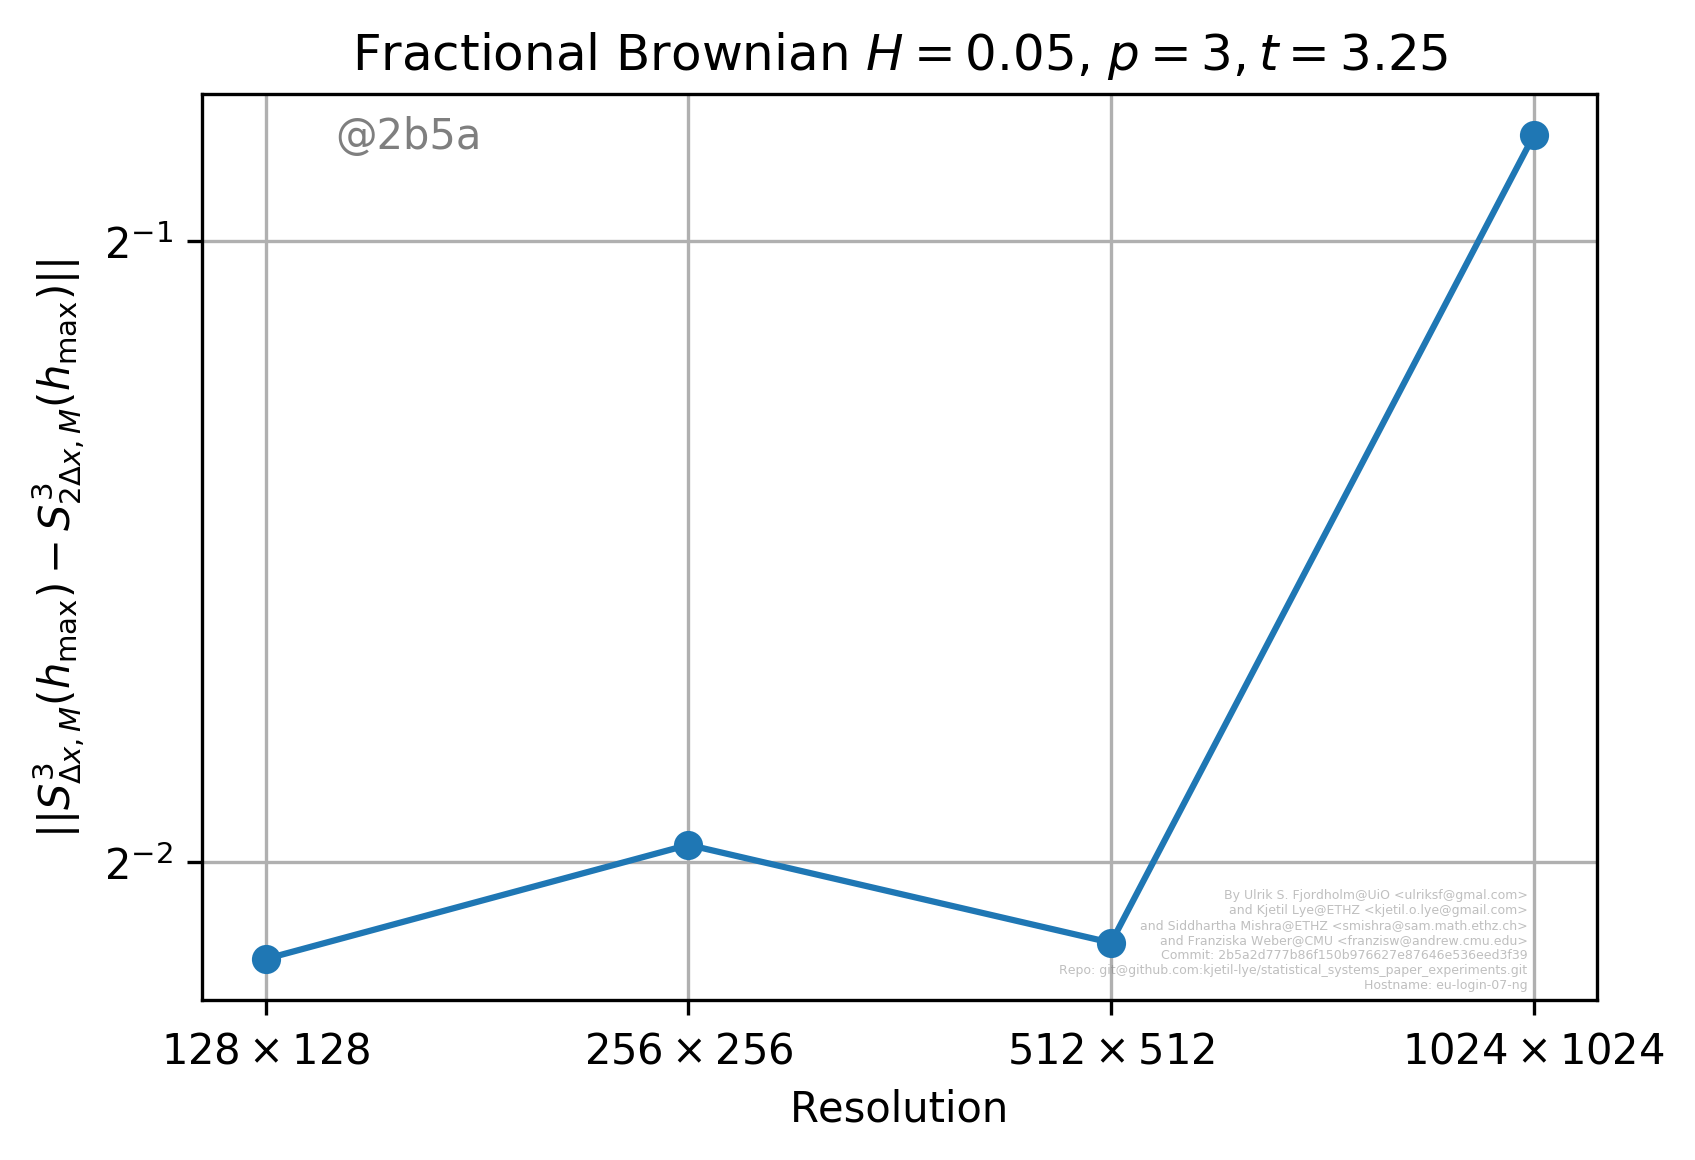 Fractional Brownian H = 0.05, p = 3, t = 3.25
@2b5a
2⁻¹
||S³_{Δx, M}(h_max) − S³_{2Δx, M}(h_max)||
2⁻²
By Ulrik S. Fjordholm@UiO <ulriksf@gmal.com>
and Kjetil Lye@ETHZ <kjetil.o.lye@gmail.com>
and Siddhartha Mishra@ETHZ <smishra@sam.math.ethz.ch>
and Franziska Weber@CMU <franzisw@andrew.cmu.edu>
Commit: 2b5a2d777b86f150b976627e87646e536eed3f39
Repo: git@github.com:kjetil-lye/statistical_systems_paper_experiments.git
Hostname: eu-login-07-ng
128 × 128 256 × 256 512 × 512 1024 × 1024
Resolution